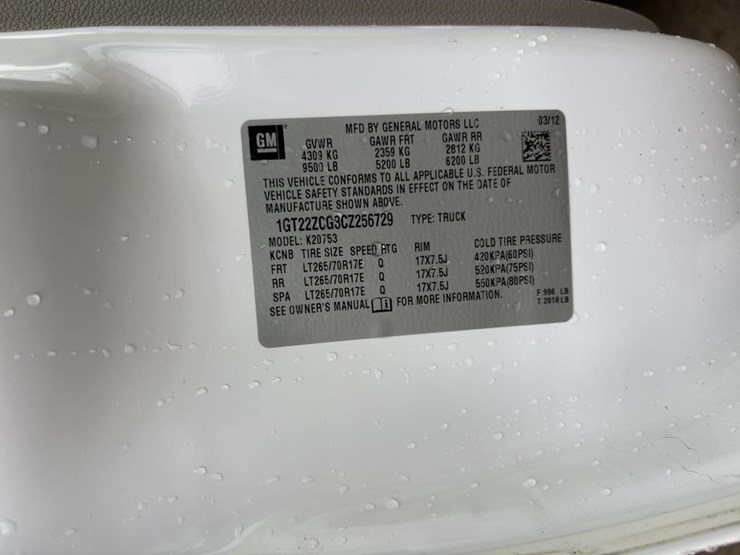 GM
MFD BY GENERAL MOTORS LLC 03/12
GVWR GAWR FRT GAWR RR
4309 KG 2359 KG 2812 KG
9500 LB 5200 LB 6200 LB
THIS VEHICLE CONFORMS TO ALL APPLICABLE U.S. FEDERAL MOTOR
VEHICLE SAFETY STANDARDS IN EFFECT ON THE DATE OF
MANUFACTURE SHOWN ABOVE.
1GT22ZCG3CZ256729 TYPE: TRUCK
MODEL: K20753
KCNB TIRE SIZE SPEED RTG RIM COLD TIRE PRESSURE
FRT LT265/70R17E Q 17X7.5J 420KPA(60PSI)
RR LT265/70R17E Q 17X7.5J 520KPA(75PSI)
SPA LT265/70R17E Q 17X7.5J 550KPA(80PSI)
SEE OWNER'S MANUAL i FOR MORE INFORMATION.
F 996 LB
T 2018 LB